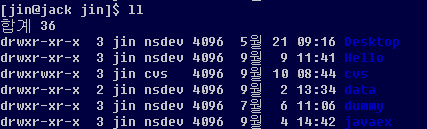 [jin@jack jin]$ ll
합계 36
drwxr-xr-x 3 jin nsdev 4096 5월 21 09:16 Desktop
drwxr-xr-x 3 jin nsdev 4096 9월 9 11:41 Hello
drwxrwxr-x 3 jin cvs 4096 9월 10 08:44 cvs
drwxr-xr-x 2 jin nsdev 4096 9월 2 13:34 data
drwxr-xr-x 3 jin nsdev 4096 7월 6 11:06 dummy
drwxr-xr-x 3 jin nsdev 4096 9월 4 14:42 javaex